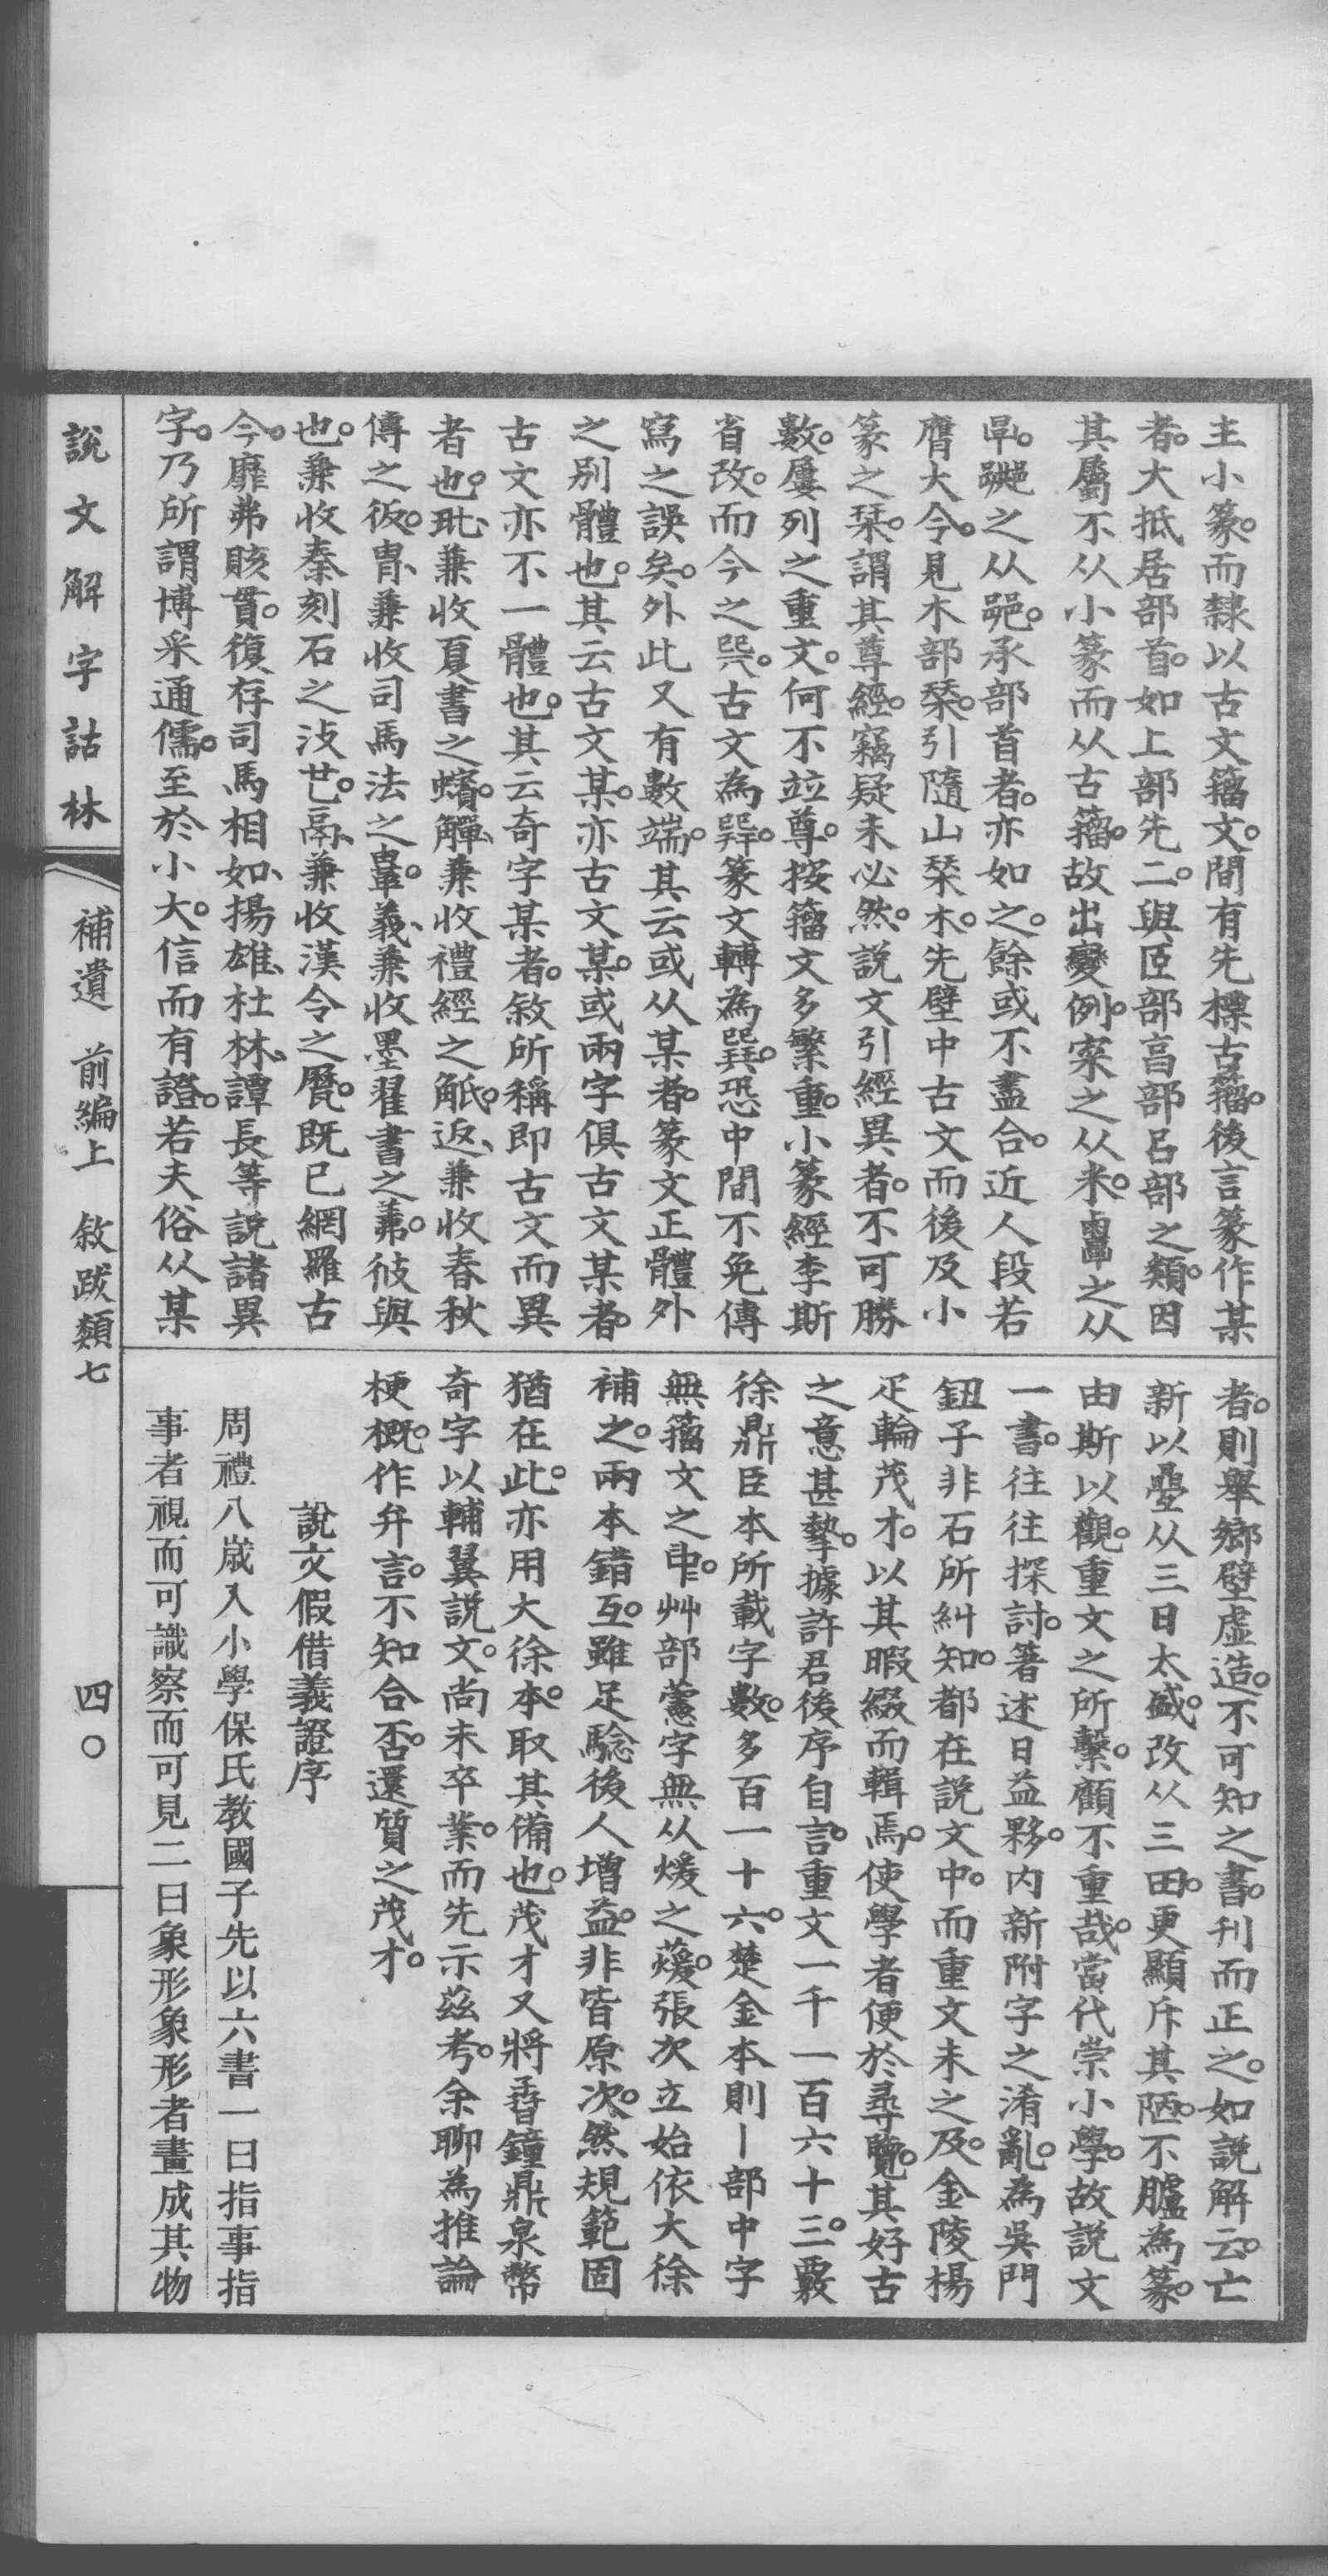 主小篆。而隸以古文籀文。間有先標古籀。後言篆作某
者。大抵居部首。如上部先二。與𦣞部㐭部呂部之類。因
其屬不从小篆而从古籀。故出變例。寀之从釆。之从
之从。承部首者。亦如之。餘或不盡合。近人段若
膺大令。見木部栞。引隨山栞木。先壁中古文而後及小
篆之栞。謂其尊經。竊疑未必然。說文引經異者。不可勝
數。屢列之重文。何不竝尊。按籀文多繁重。小篆經李斯
省改。而今之。古文為。篆文轉為巽。恐中間不免傳
寫之誤矣。外此又有數端。其云或从某者。篆文正體外
之別體也。其云古文某。亦古文某。或兩字俱古文某者。
古文亦不一體也。其云奇字某者。敘所稱即古文而異
者也。玭、兼收夏書之蠙。觶、兼收禮經之觗。返、兼收春秋
傳之彶。冑、兼收司馬法之𩊄。義、兼收墨翟書之羛。彼與
也。兼收秦刻石之汥𠃟。鬲、兼收漢令之㽁。既已網羅古
今。靡弗賅貫。復存司馬相如、揚雄、杜林、譚長等說諸異
字。乃所謂博采通儒。至於小大。信而有證。若夫俗从某
者。則舉鄉壁虛造。不可知之書。刊而正之。如說解云。亡
新以疊从三日太盛。改从三田。更顯斥其陋。不臚為篆。
由斯以觀。重文之所繫。顧不重哉。當代崇小學。故說文
一書。往往探討。箸述日益夥。內新附字之淆亂。為吳門
鈕子非石所糾。知都在說文中。而重文未之及。金陵楊
疋輪茂才。以其暇綴而輯焉。使學者便於尋覽。其好古
之意甚摯。據許君後序自言。重文一千一百六十三。覈
徐鼎臣本所載字數。多百一十六。楚金本則丨部中字
無籀文之𠁩。艸部藼字無从煖之蕿。張次立始依大徐
補之。兩本錯互。雖足驗後人增益。非皆原次。然規範固
猶在此。亦用大徐本。取其備也。茂才又將鐘鼎泉幣
奇字以輔翼說文。尚未卒業。而先示茲考。余聊為推論
梗概。作弁言。不知合否。還質之茂才。
說文假借義證序
周禮八歲入小學保氏教國子先以六書一曰指事指
事者視而可識察而可見二曰象形象形者畫成其物
說文解字詁林
補遺 前編上 敘跋類七
四〇